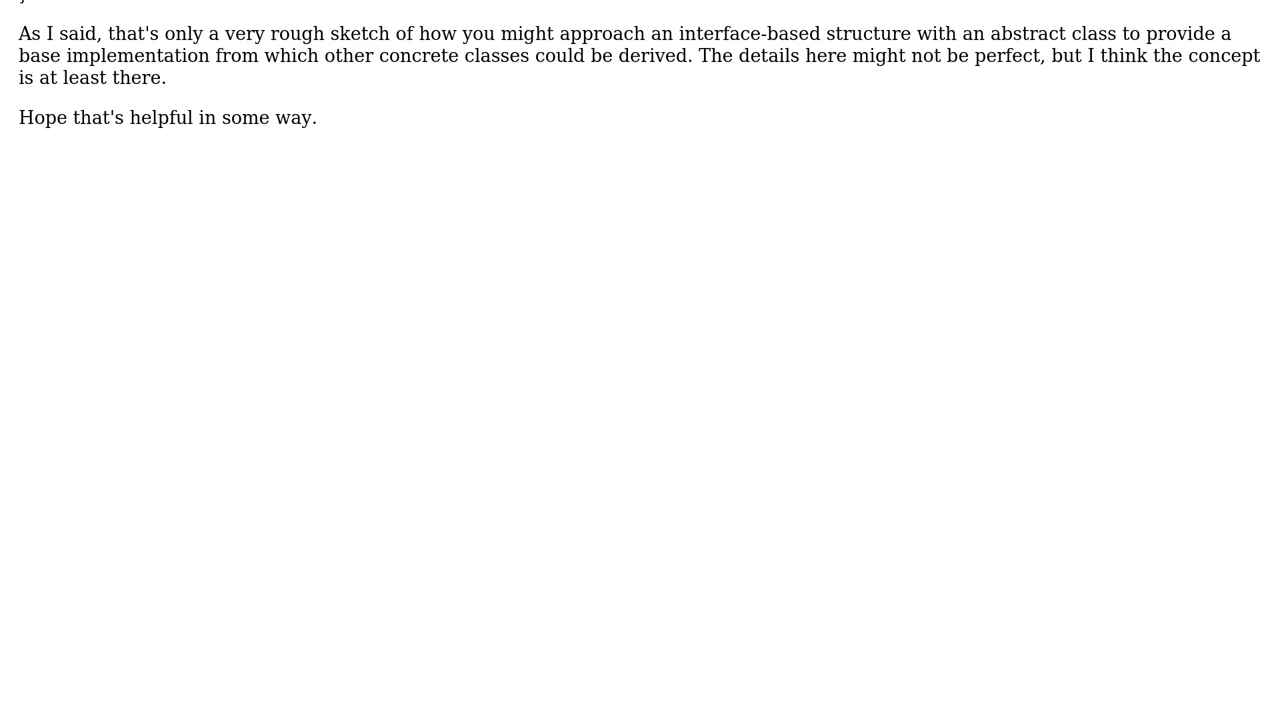 }
As I said, that's only a very rough sketch of how you might approach an interface-based structure with an abstract class to provide a
base implementation from which other concrete classes could be derived. The details here might not be perfect, but I think the concept
is at least there.
Hope that's helpful in some way.